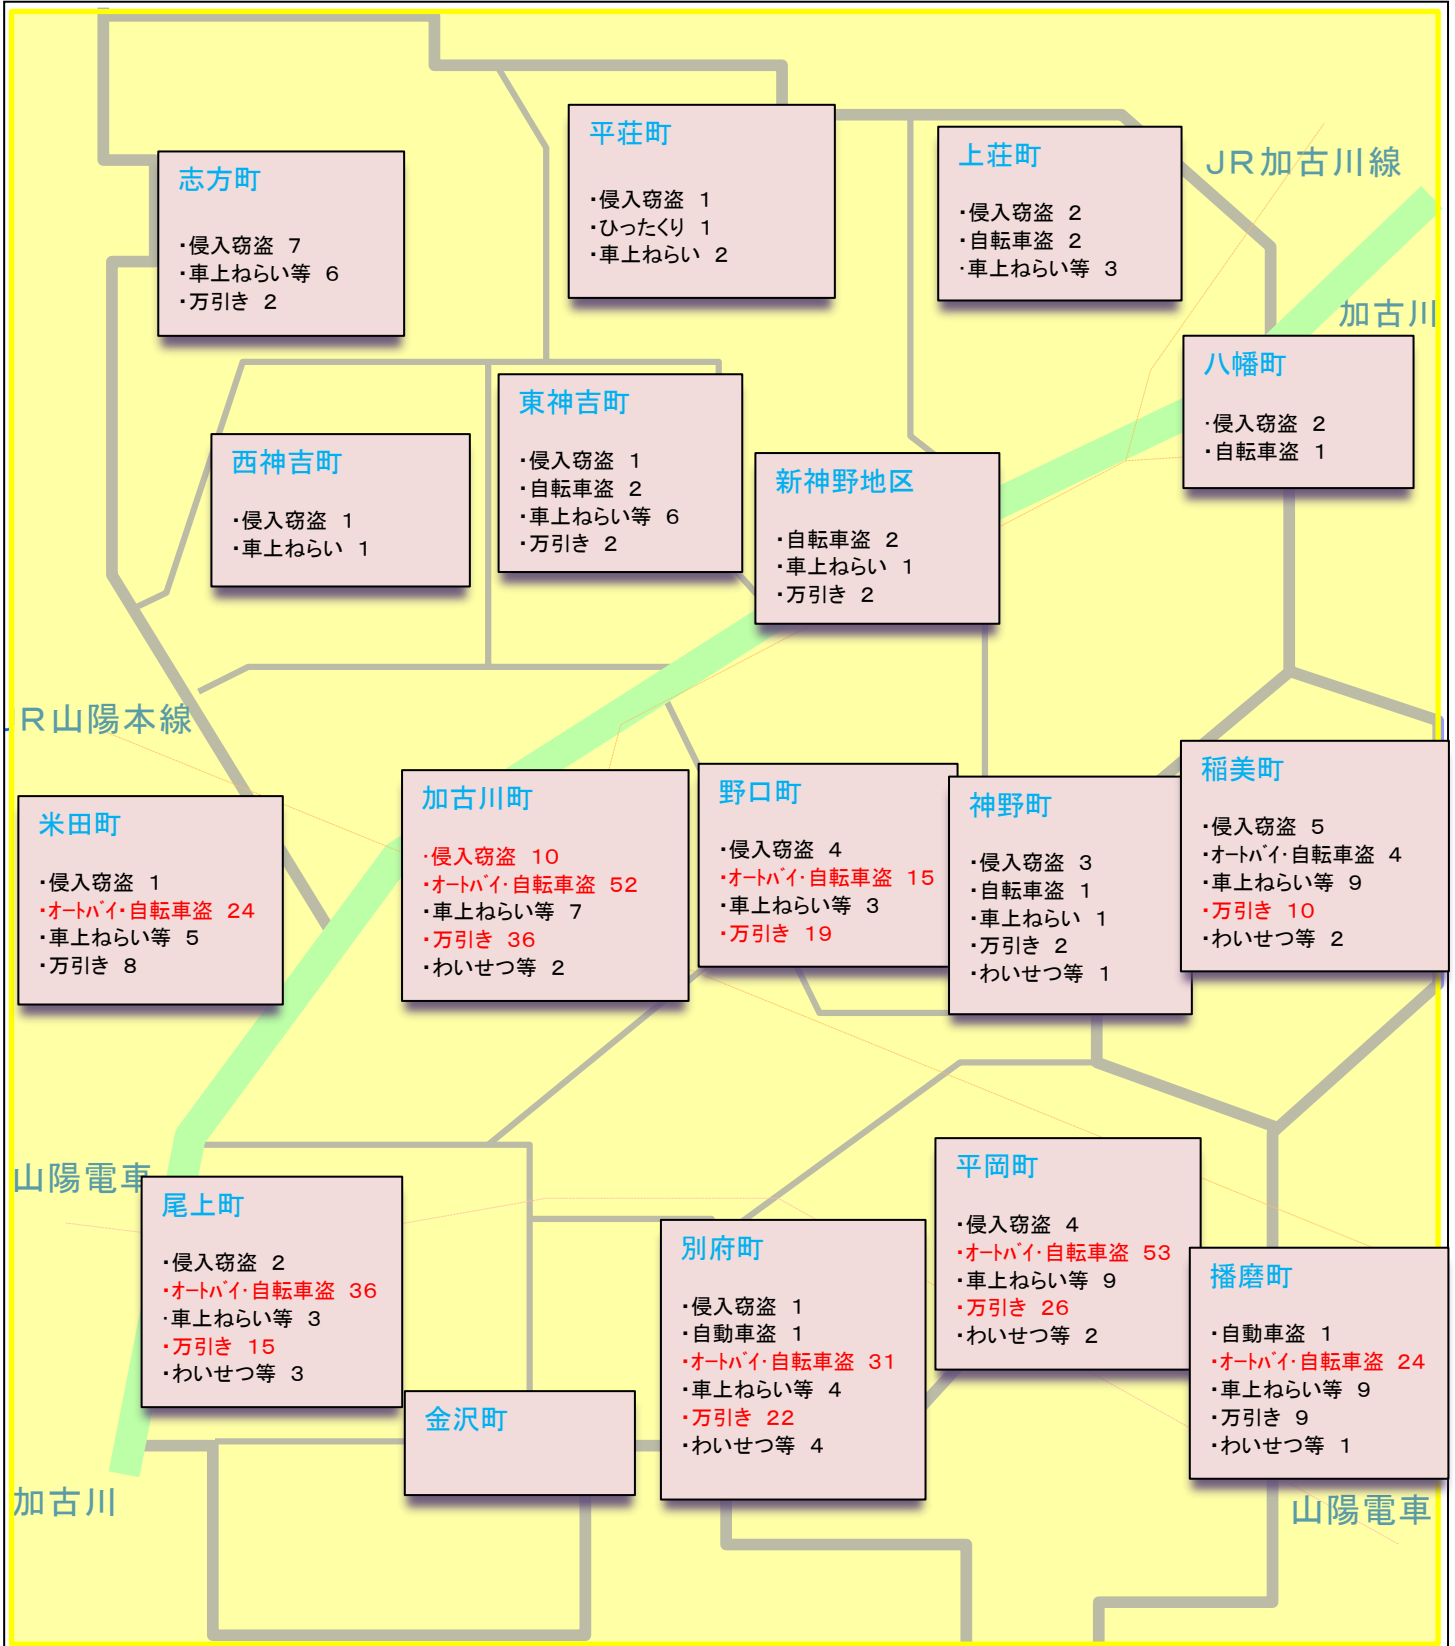 平荘町
・侵入窃盗 1
・ひったくり 1
・車上ねらい 2
上荘町
・侵入窃盗 2
・自転車盗 2
・車上ねらい等 3
JR加古川線
志方町
・侵入窃盗 7
・車上ねらい等 6
・万引き 2
加古川
八幡町
・侵入窃盗 2
・自転車盗 1
東神吉町
・侵入窃盗 1
・自転車盗 2
・車上ねらい等 6
・万引き 2
西神吉町
・侵入窃盗 1
・車上ねらい 1
新神野地区
・自転車盗 2
・車上ねらい 1
・万引き 2
JR山陽本線
米田町
・侵入窃盗 1
・オートバイ・自転車盗 24
・車上ねらい等 5
・万引き 8
加古川町
・侵入窃盗 10
・オートバイ・自転車盗 52
・車上ねらい等 7
・万引き 36
・わいせつ等 2
野口町
・侵入窃盗 4
・オートバイ・自転車盗 15
・車上ねらい等 3
・万引き 19
神野町
・侵入窃盗 3
・自転車盗 1
・車上ねらい 1
・万引き 2
・わいせつ等 1
稲美町
・侵入窃盗 5
・オートバイ・自転車盗 4
・車上ねらい等 9
・万引き 10
・わいせつ等 2
山陽電車
尾上町
・侵入窃盗 2
・オートバイ・自転車盗 36
・車上ねらい等 3
・万引き 15
・わいせつ等 3
金沢町
別府町
・侵入窃盗 1
・自動車盗 1
・オートバイ・自転車盗 31
・車上ねらい等 4
・万引き 22
・わいせつ等 4
平岡町
・侵入窃盗 4
・オートバイ・自転車盗 53
・車上ねらい等 9
・万引き 26
・わいせつ等 2
播磨町
・自動車盗 1
・オートバイ・自転車盗 24
・車上ねらい等 9
・万引き 9
・わいせつ等 1
加古川
山陽電車